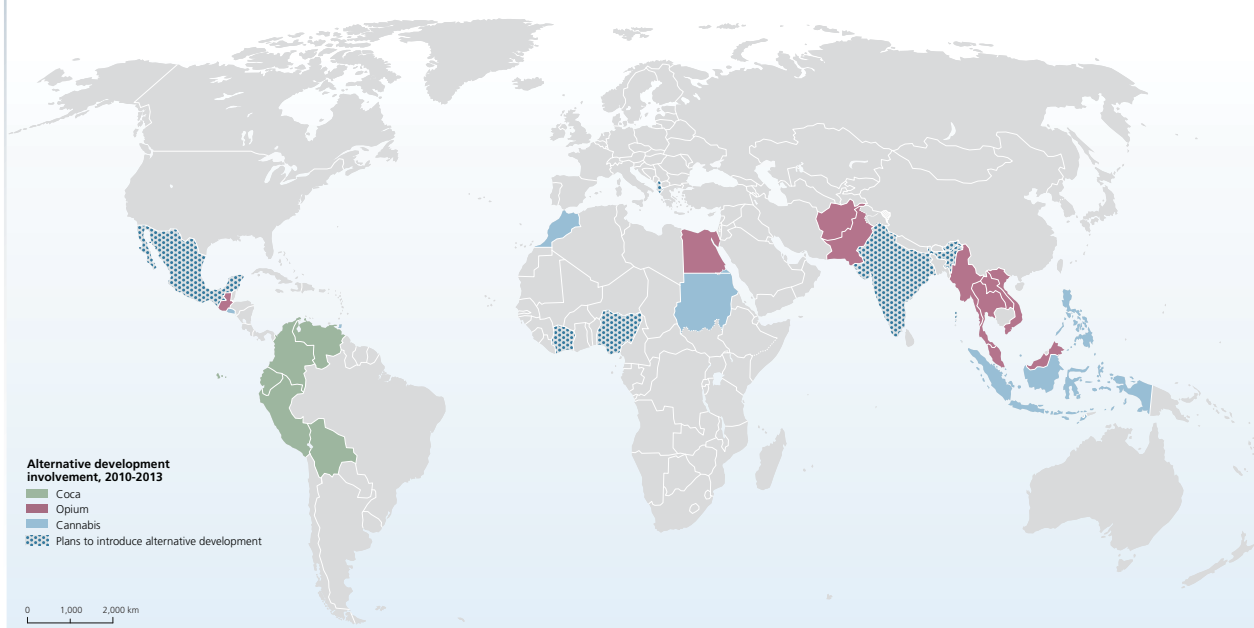 Alternative development
involvement, 2010-2013
Coca
Opium
Cannabis
Plans to introduce alternative development
0 1,000 2,000 km